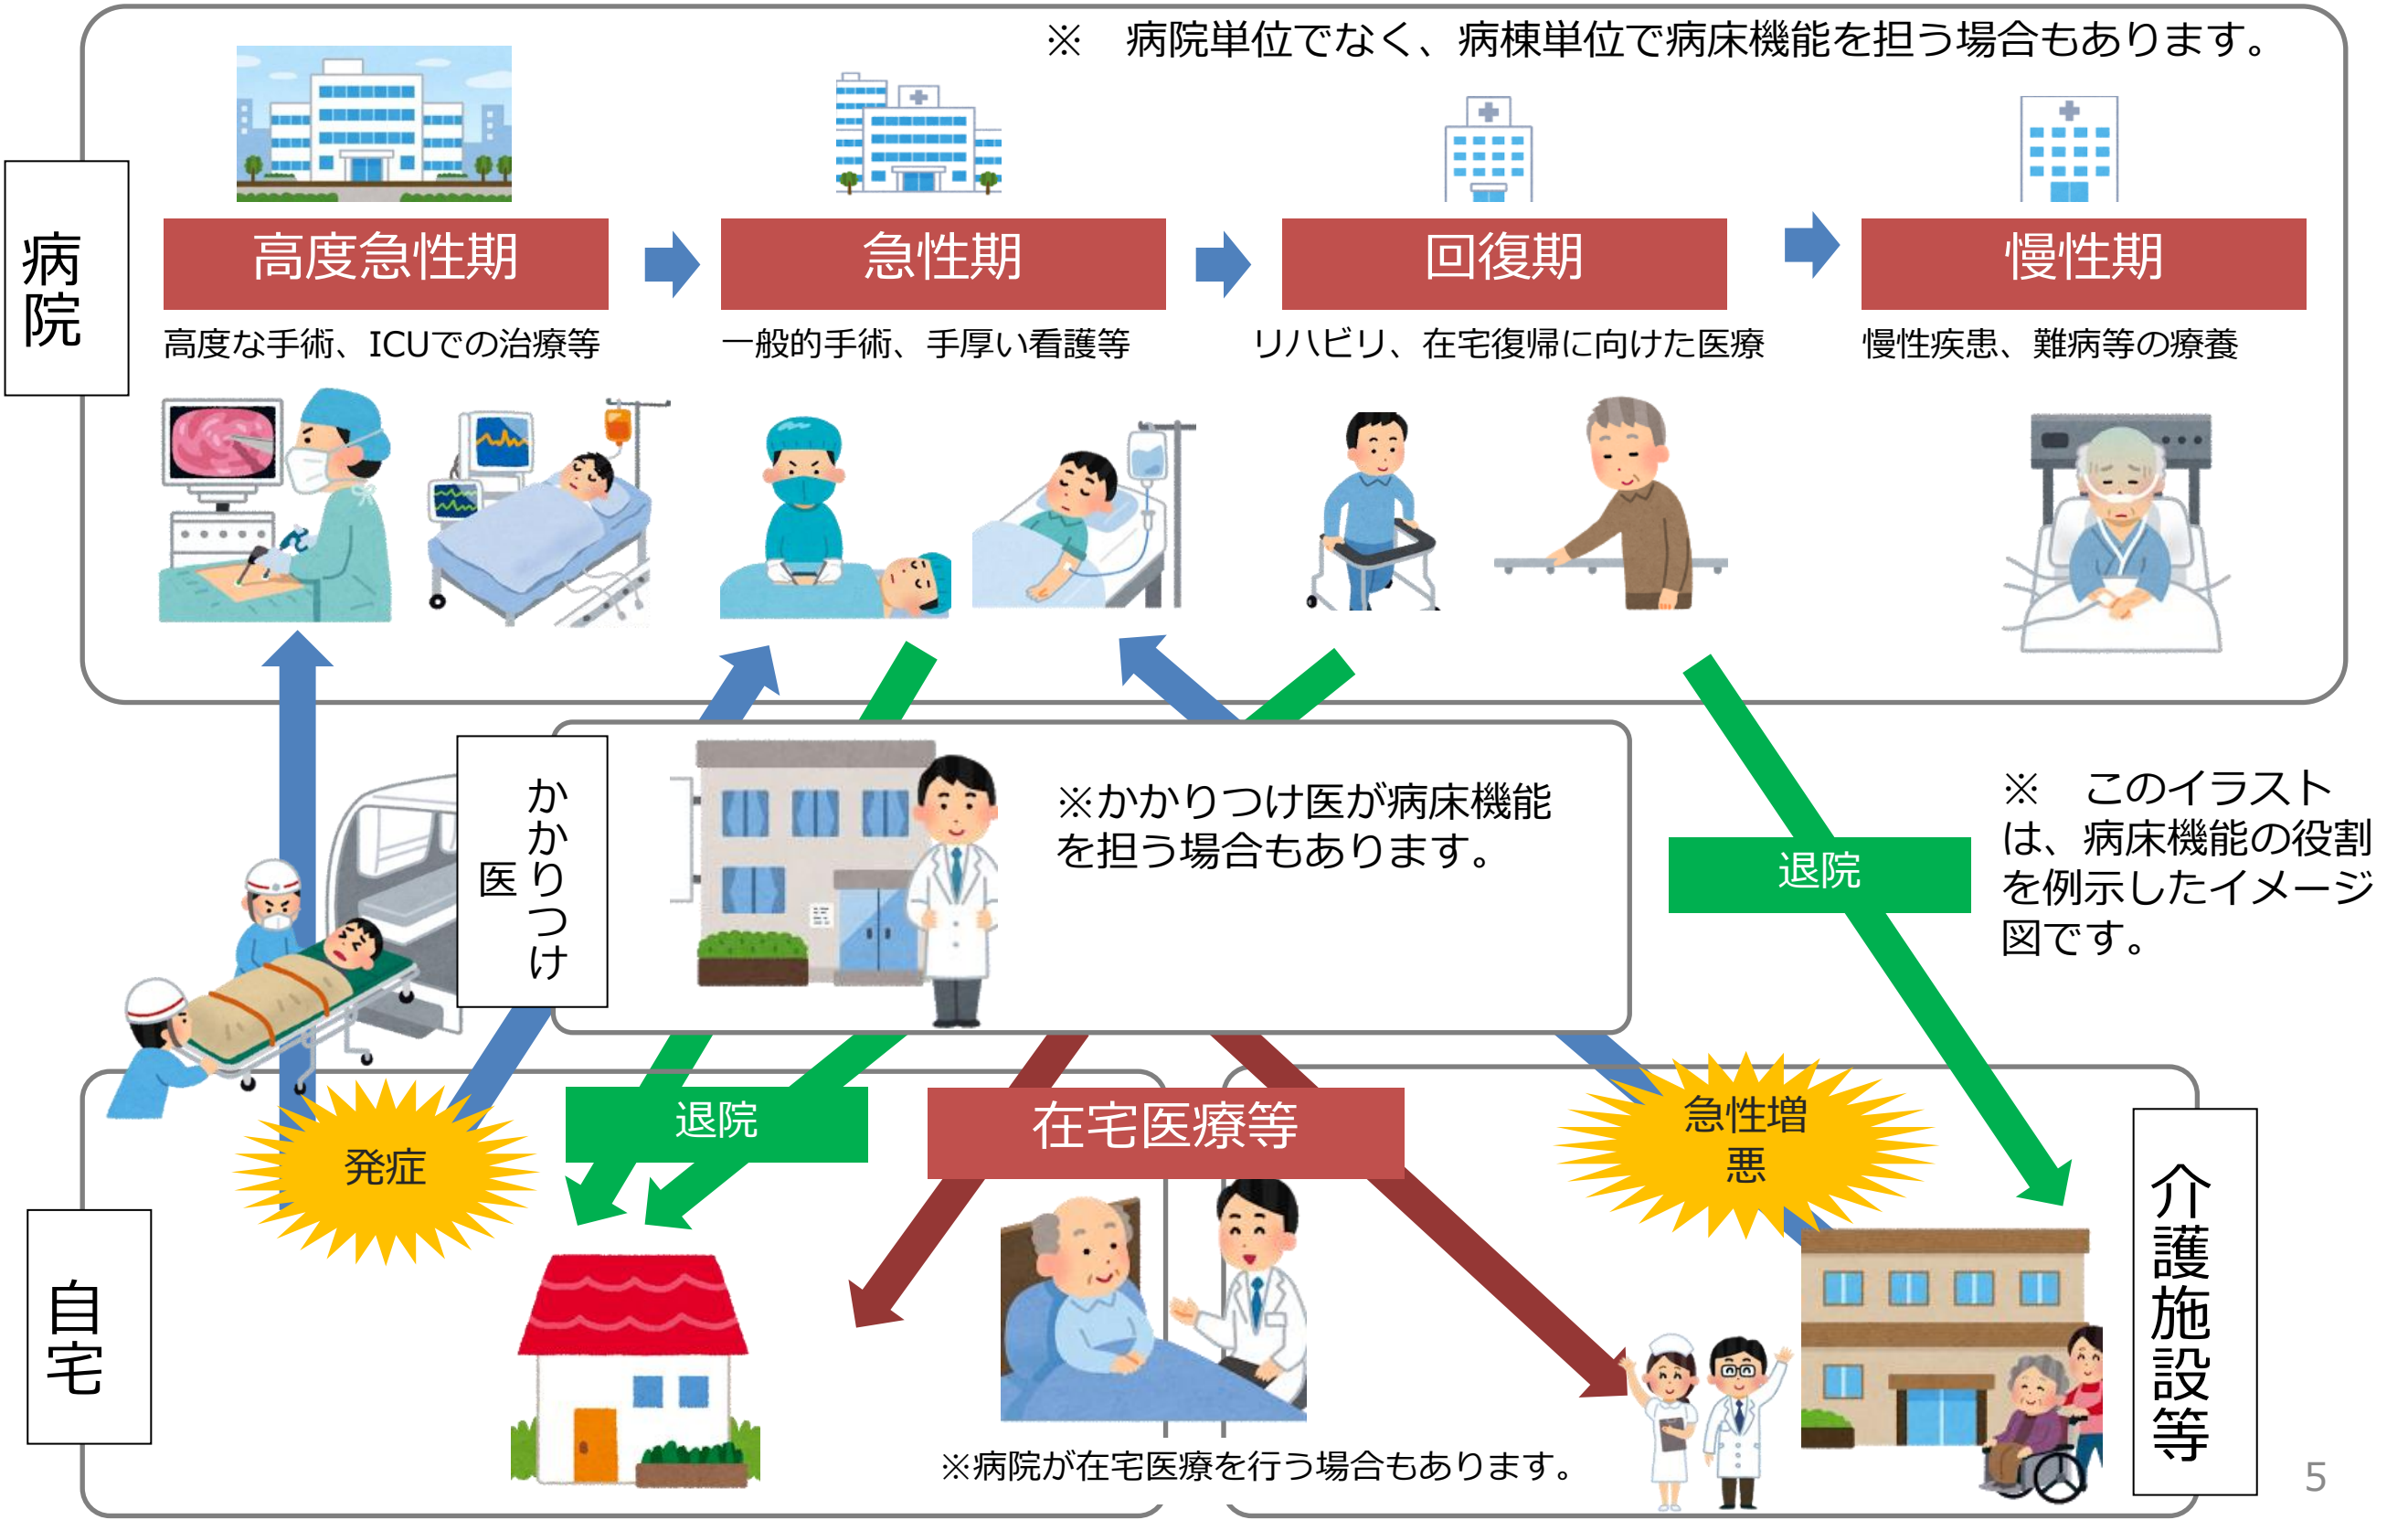 ※　病院単位でなく、病棟単位で病床機能を担う場合もあります。
病院
高度急性期
急性期
回復期
慢性期
高度な手術、ICUでの治療等
一般的手術、手厚い看護等
リハビリ、在宅復帰に向けた医療
慢性疾患、難病等の療養
かかりつけ
医
※かかりつけ医が病床機能
を担う場合もあります。
退院
※　このイラスト
は、病床機能の役割
を例示したイメージ
図です。
発症
退院
在宅医療等
急性増
悪
自宅
介護施設等
※病院が在宅医療を行う場合もあります。
5